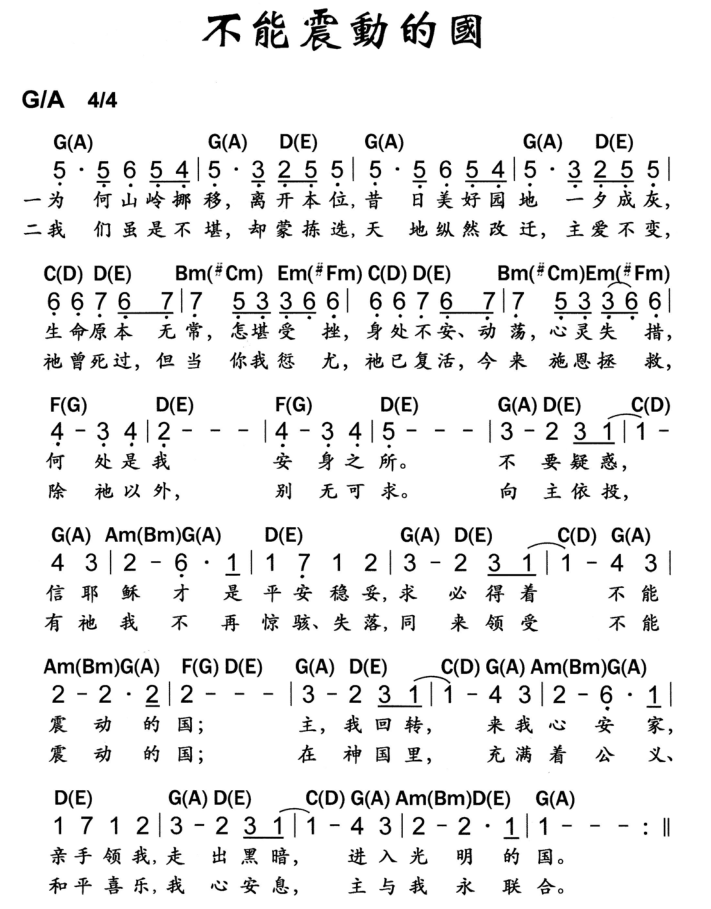 不能震動的國
G/A 4/4
G(A) G(A) D(E) G(A) G(A) D(E)
5 · 5 6 5 4 | 5 · 3 2 5 5 | 5 · 5 6 5 4 | 5 · 3 2 5 5 |
一为 何山岭挪移，离开本位,昔 日美好园地 一夕成灰，
二我 们虽是不堪，却蒙拣选,天 地纵然改迁，主爱不变，
C(D) D(E) Bm(#Cm) Em(#Fm) C(D) D(E) Bm(#Cm)Em(#Fm)
6 6 7 6 7 | 7 5 3 3 6 6 | 6 6 7 6 7 | 7 5 3 3 6 6 |
生命原本 无常，怎堪受 挫，身处不安、动荡，心灵失 措，
祂曾死过，但当 你我愆 尤，祂已复活，今来 施恩拯 救，
F(G) D(E) F(G) D(E) G(A) D(E) C(D)
4 - 3 4 | 2 - - - | 4 - 3 4 | 5 - - - | 3 - 2 3 1 | 1 -
何 处是我 安身之所。 不 要疑惑，
除祂以外， 别无可求。 向 主依投，
G(A) Am(Bm)G(A) D(E) G(A) D(E) C(D) G(A)
4 3 | 2 - 6 · 1 | 1 7 1 2 | 3 - 2 3 1 | 1 - 4 3 |
信 耶 稣 才 是 平安稳妥,求 必得着 不能
有祂我 不 再 惊骇、失落,同 来领受 不能
Am(Bm)G(A) F(G) D(E) G(A) D(E) C(D) G(A) Am(Bm)G(A)
2 - 2 · 2 | 2 - - - | 3 - 2 3 1 | 1 - 4 3 | 2 - 6 · 1 |
震 动 的 国； 主，我回转， 来我心 安 家，
震 动 的 国； 在 神国里， 充满着 公 义、
D(E) G(A) D(E) C(D) G(A) Am(Bm)D(E) G(A)
1 7 1 2 | 3 - 2 3 1 | 1 - 4 3 | 2 - 2 · 1 | 1 - - - : ‖
亲手领我,走 出黑暗， 进入光 明 的 国。
和平喜乐,我 心安息， 主与我 永 联合。